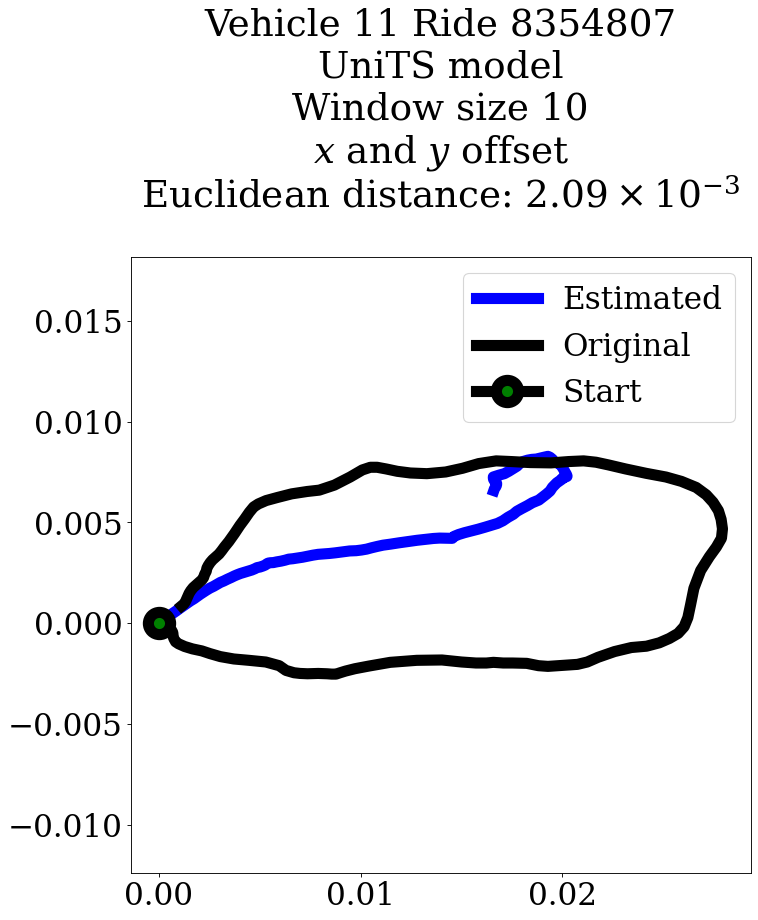 Vehicle 11 Ride 8354807
UniTS model
Window size 10
x and y offset
Euclidean distance: 2.09 × 10⁻³
Estimated
Original
Start
0.015
0.010
0.005
0.000
−0.005
−0.010
0.00 0.01 0.02